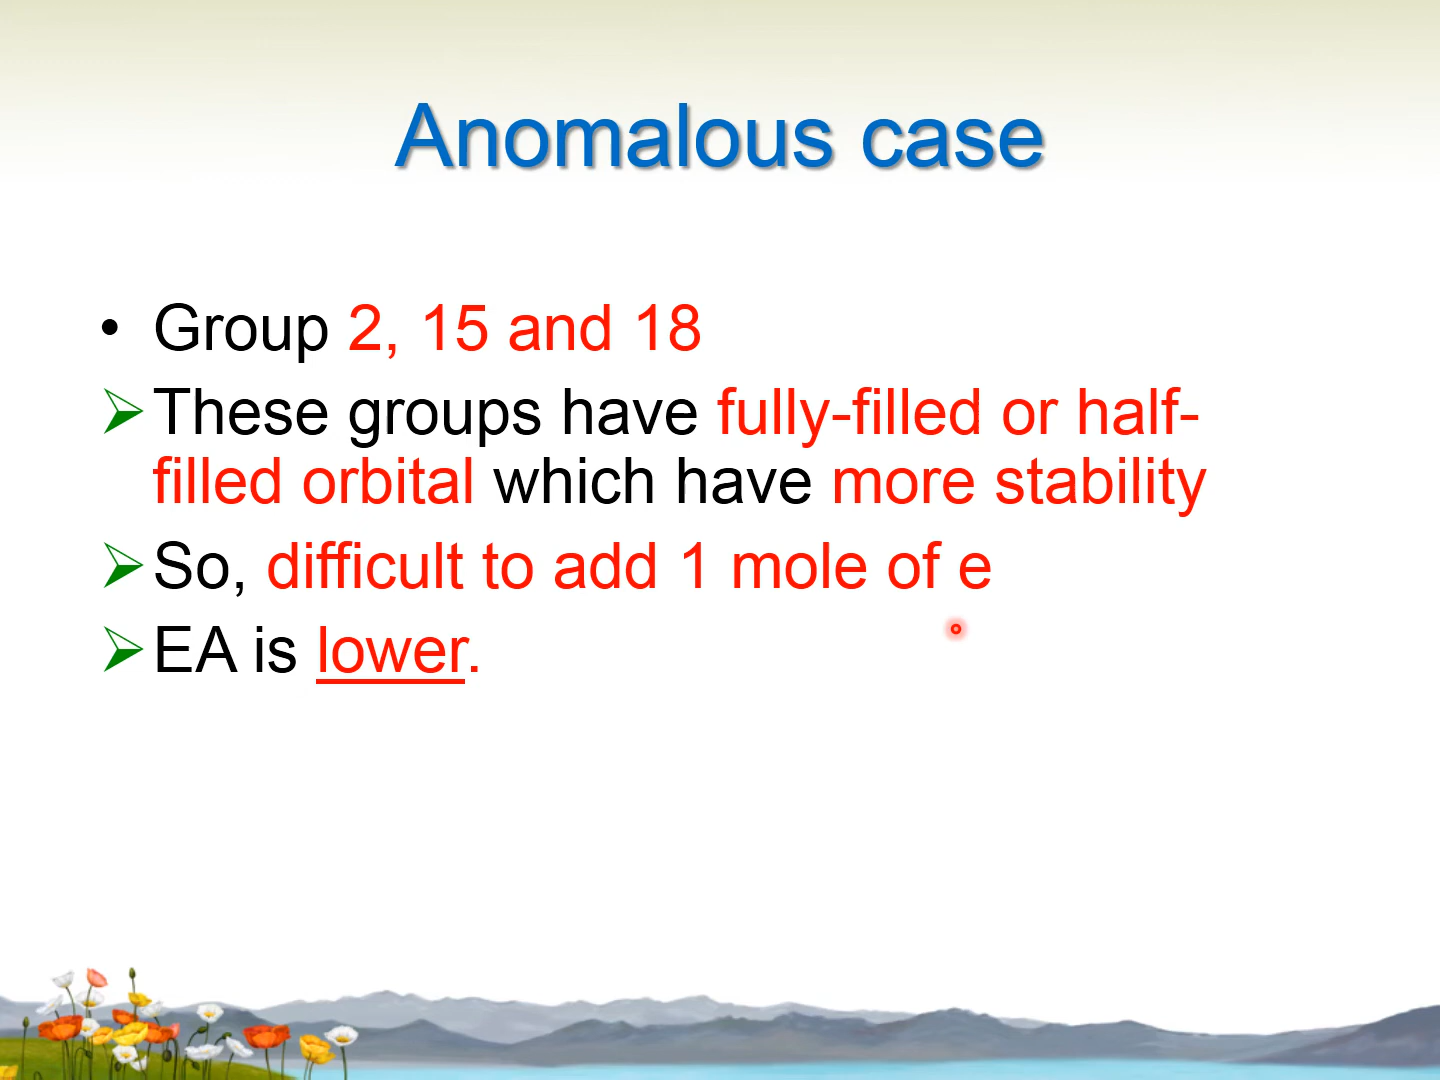 Anomalous case
• Group 2, 15 and 18
➢These groups have fully-filled or half-
filled orbital which have more stability
➢So, difficult to add 1 mole of e
➢EA is lower.